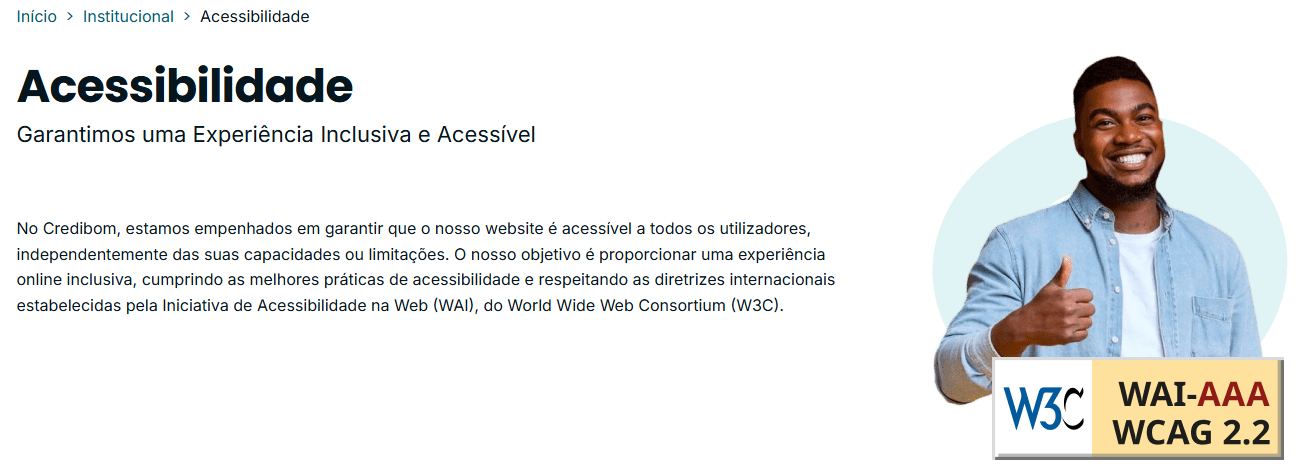 Início > Institucional > Acessibilidade
Acessibilidade
Garantimos uma Experiência Inclusiva e Acessível
No Credibom, estamos empenhados em garantir que o nosso website é acessível a todos os utilizadores,
independentemente das suas capacidades ou limitações. O nosso objetivo é proporcionar uma experiência
online inclusiva, cumprindo as melhores práticas de acessibilidade e respeitando as diretrizes internacionais
estabelecidas pela Iniciativa de Acessibilidade na Web (WAI), do World Wide Web Consortium (W3C).
W3C WAI-AAA
WCAG 2.2